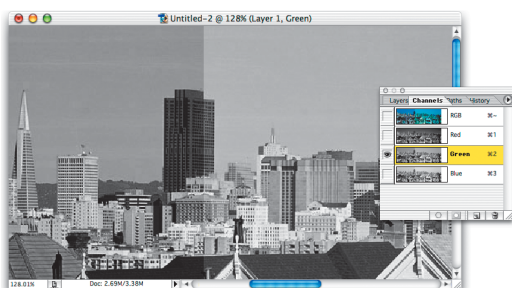 Untitled-2 @ 128% (Layer 1, Green)
Layers Channels Paths History
RGB ⌘~
Red ⌘1
Green ⌘2
Blue ⌘3
128.01% Doc: 2.69M/3.38M